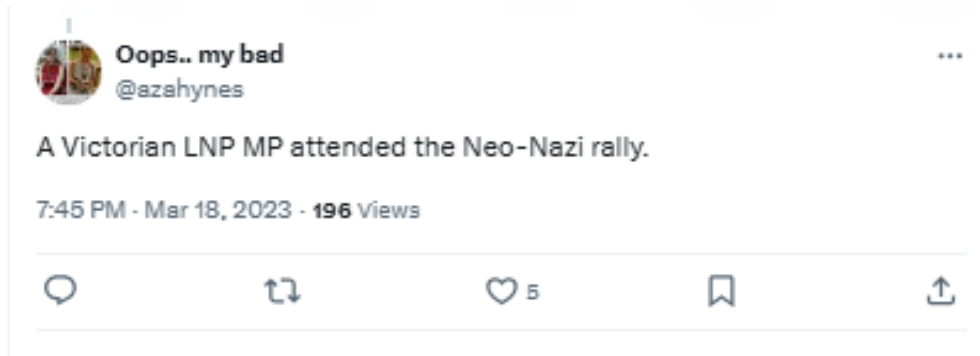 Oops.. my bad
@azahynes
A Victorian LNP MP attended the Neo-Nazi rally.
7:45 PM · Mar 18, 2023 · 196 Views
5